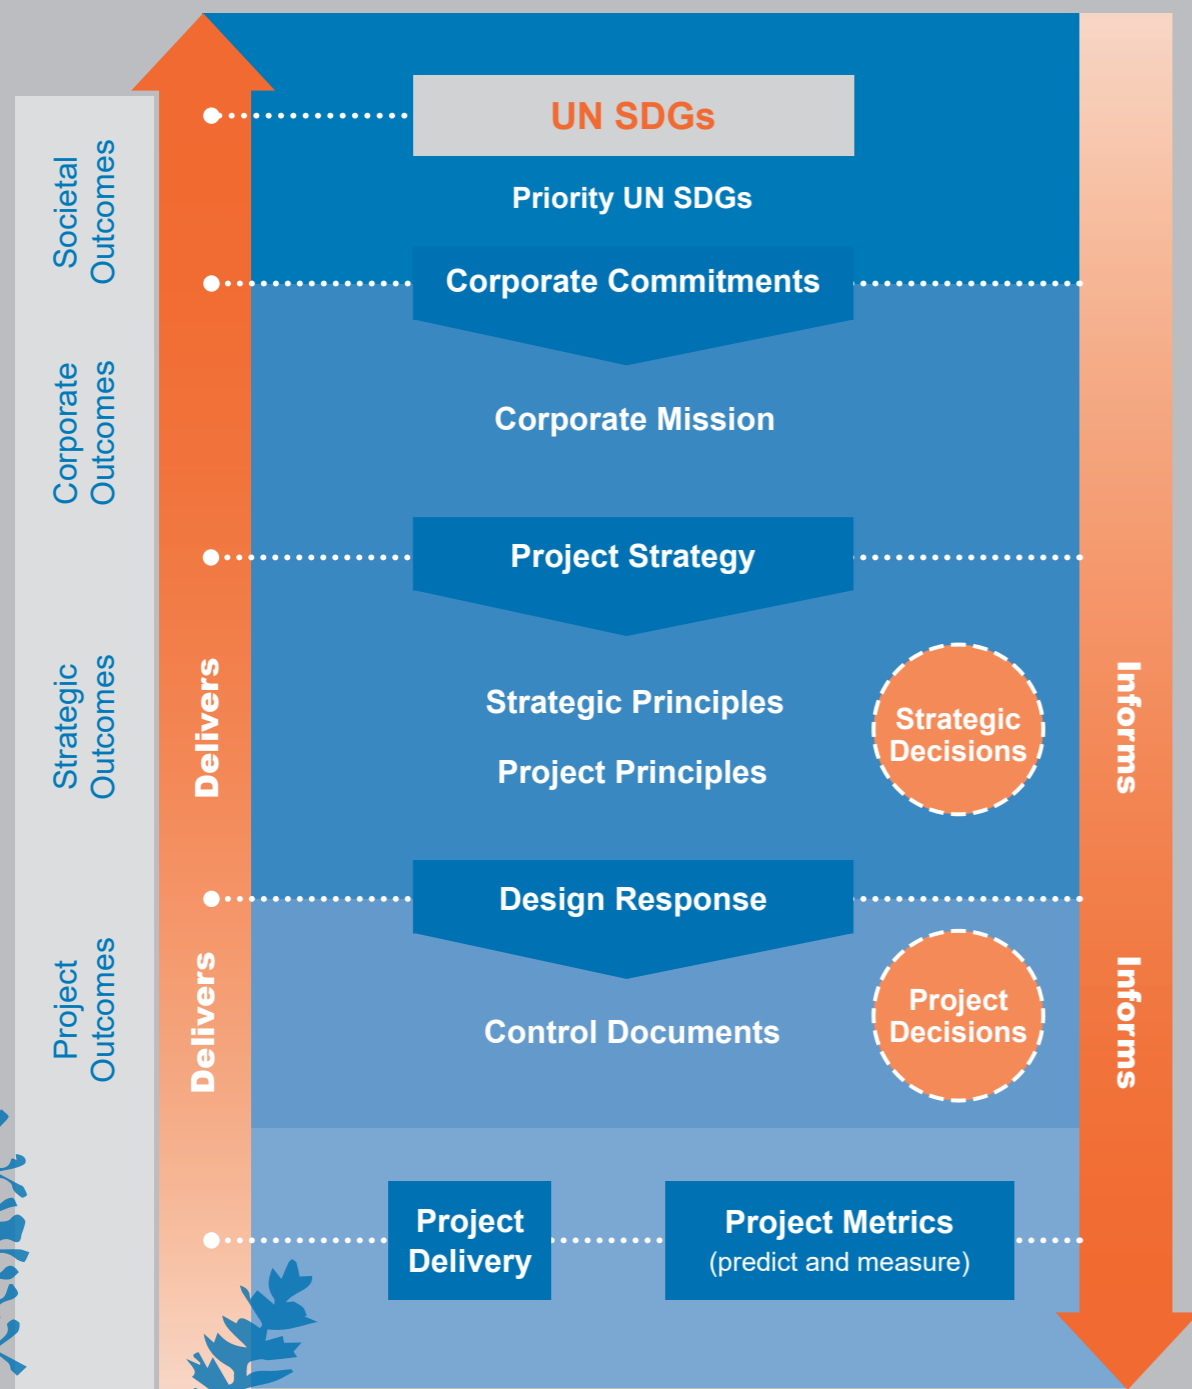 UN SDGs
Priority UN SDGs
Societal
Outcomes
Corporate Commitments
Corporate
Outcomes
Corporate Mission
Project Strategy
Strategic
Outcomes
Delivers
Strategic Principles
Project Principles
Strategic
Decisions
Informs
Design Response
Project
Outcomes
Delivers
Control Documents
Project
Decisions
Informs
Project
Delivery
Project Metrics
(predict and measure)